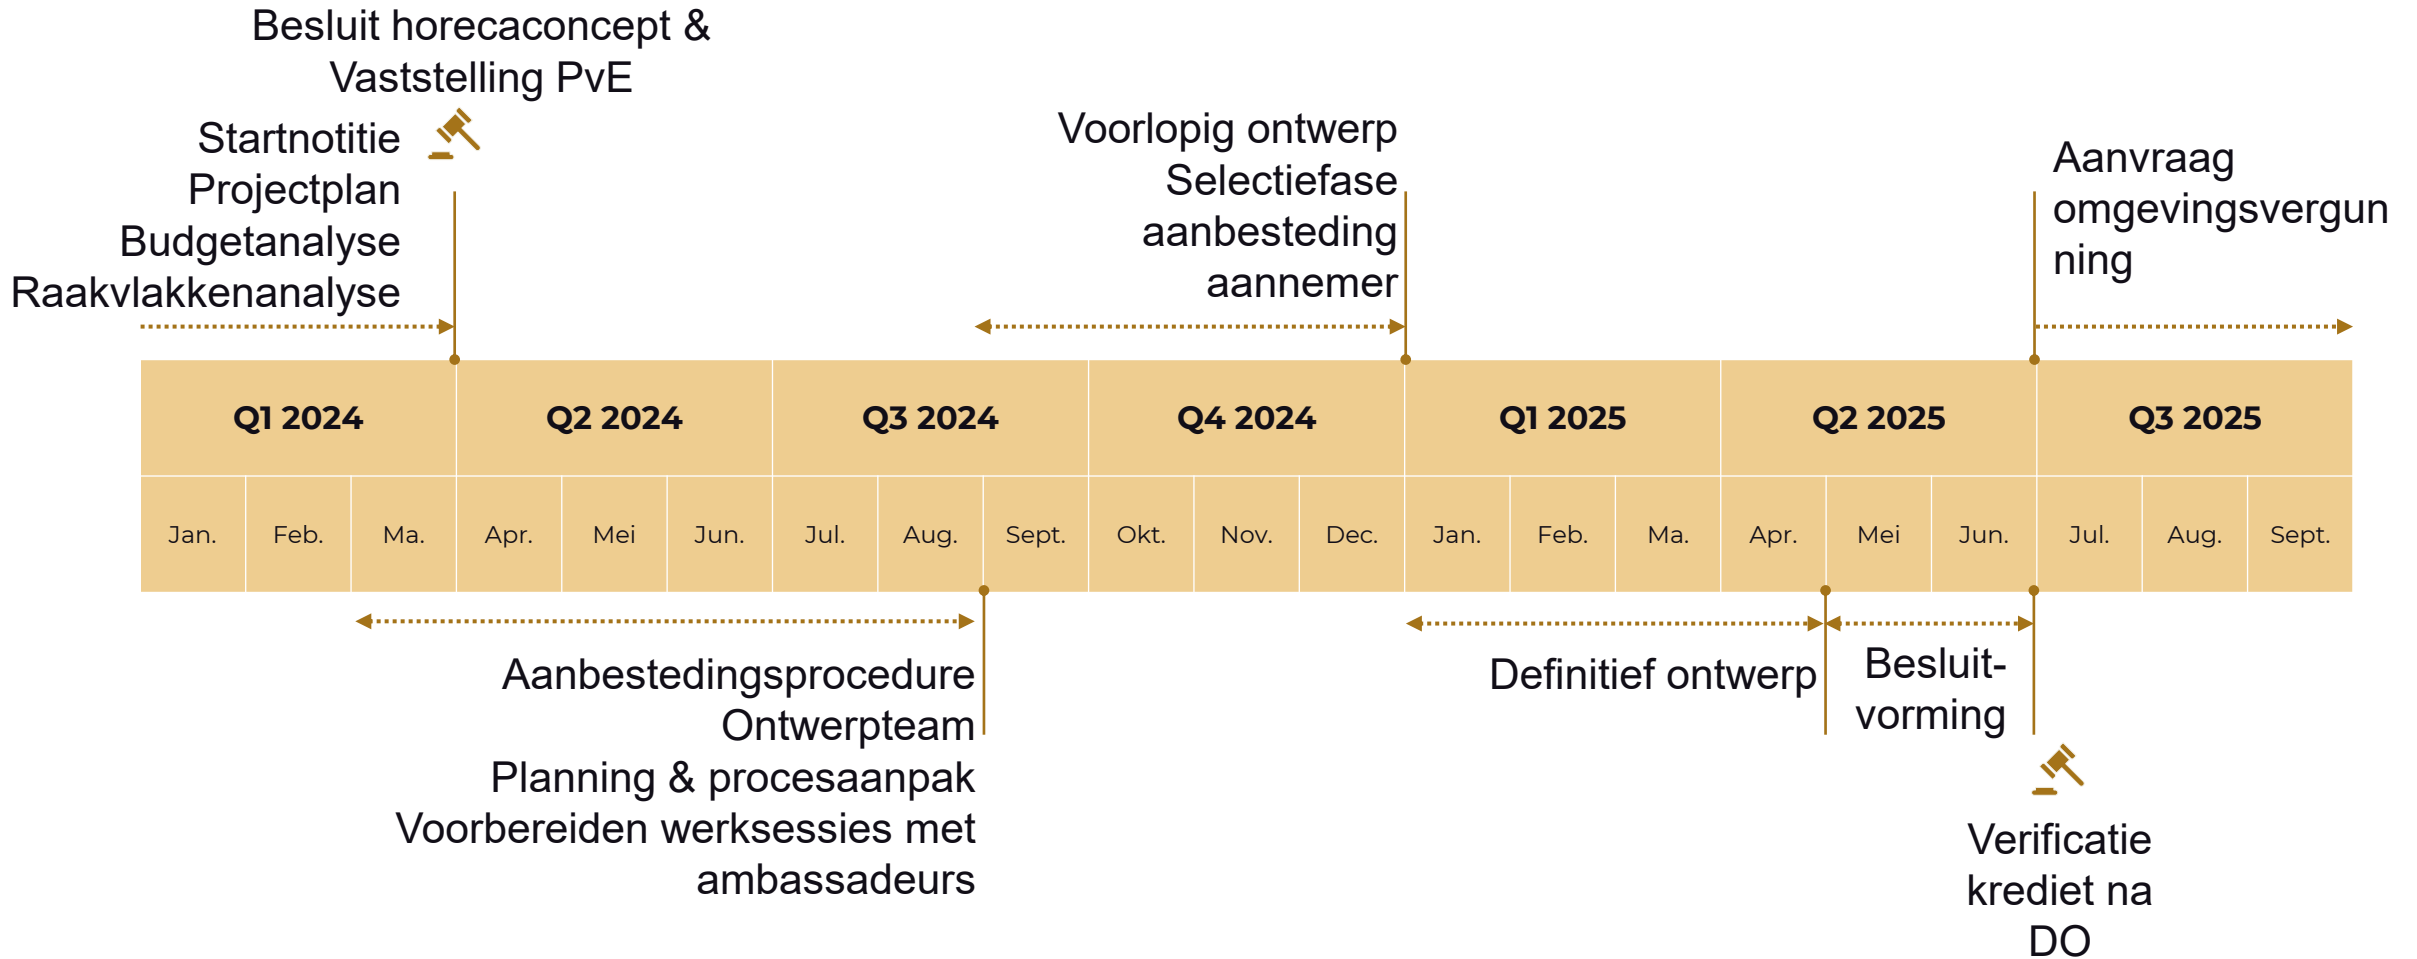 Besluit horecaconcept &
Vaststelling PvE
Startnotitie
Projectplan
Budgetanalyse
Raakvlakkenanalyse
Voorlopig ontwerp
Selectiefase
aanbesteding
aannemer
Aanvraag
omgevingsvergun
ning
Q1 2024 Q2 2024 Q3 2024 Q4 2024 Q1 2025 Q2 2025 Q3 2025
Jan. Feb. Ma. Apr. Mei Jun. Jul. Aug. Sept. Okt. Nov. Dec. Jan. Feb. Ma. Apr. Mei Jun. Jul. Aug. Sept.
Aanbestedingsprocedure
Ontwerpteam
Planning & procesaanpak
Voorbereiden werksessies met
ambassadeurs
Definitief ontwerp
Besluit-
vorming
Verificatie
krediet na
DO